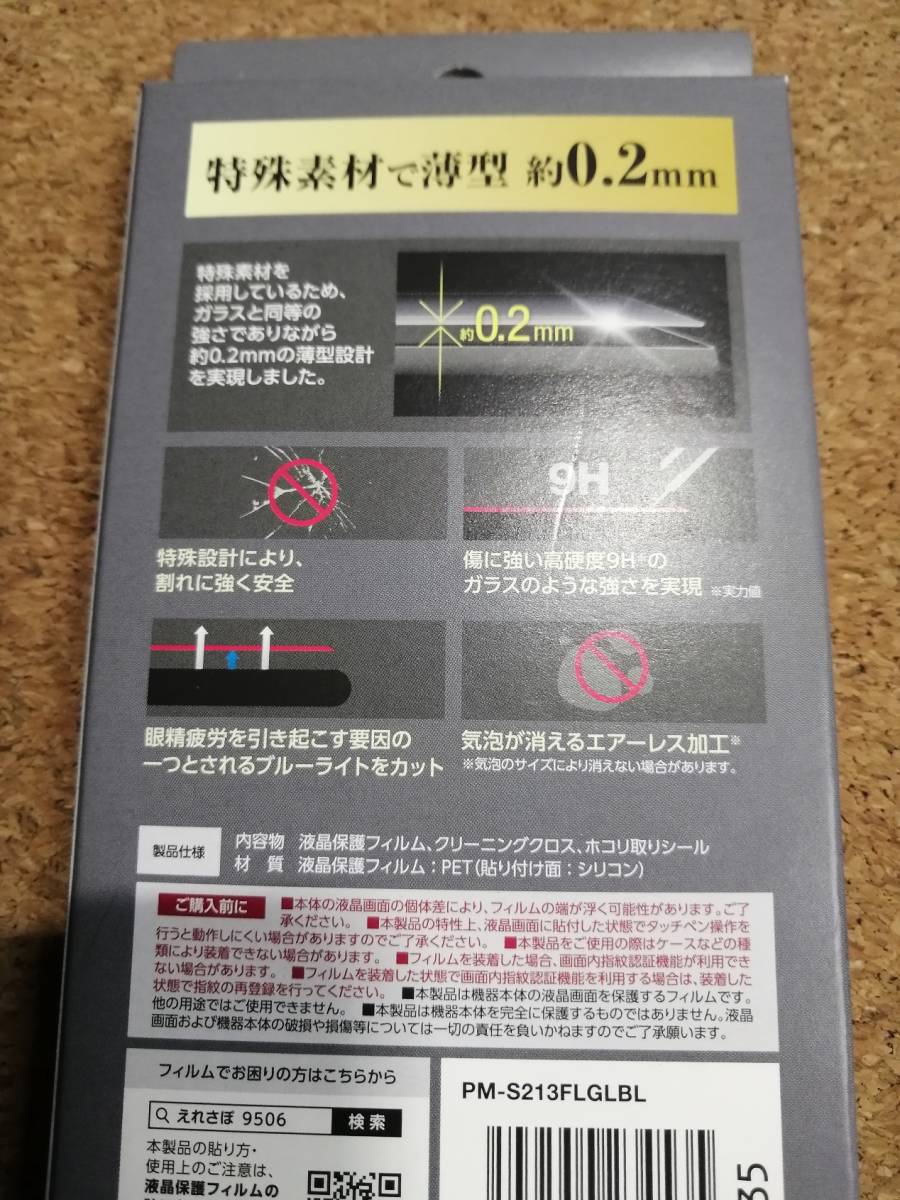 特殊素材で薄型 約0.2mm
特殊素材を
採用しているため、
ガラスと同等の
強さでありながら
約0.2mmの薄型設計
を実現しました。
約0.2mm
9H
特殊設計により、
割れに強く安全
傷に強い高硬度9H※の
ガラスのような強さを実現 ※実力値
眼精疲労を引き起こす要因の
一つとされるブルーライトをカット
気泡が消えるエアーレス加工※
※気泡のサイズにより消えない場合があります。
製品仕様
内容物 液晶保護フィルム、クリーニングクロス、ホコリ取りシール
材 質 液晶保護フィルム:PET(貼り付け面:シリコン)
ご購入前に ■本体の液晶画面の個体差により、フィルムの端が浮く可能性があります。ご了
承ください。 ■本製品の特性上、液晶画面に貼付した状態でタッチペン操作を
行うと動作しにくい場合がありますのでご了承ください。 ■本製品をご使用の際はケースなどの種
類により装着できない場合があります。 ■フィルムを装着した場合、画面内指紋認証機能が利用でき
ない場合があります。 ■フィルムを装着した状態で画面内指紋認証機能を利用する場合は、装着した
状態で指紋の再登録を行ってください。 ■本製品は機器本体の液晶画面を保護するフィルムです。
他の用途ではご使用できません。 ■本製品は機器本体を完全に保護するものではありません。液晶
画面および機器本体の破損や損傷等については一切の責任を負いかねますのでご了承願います。
フィルムでお困りの方はこちらから
えれさぽ 9506 検索
本製品の貼り方・
使用上のご注意は、
液晶保護フィルムの
PM-S213FLGLBL
35